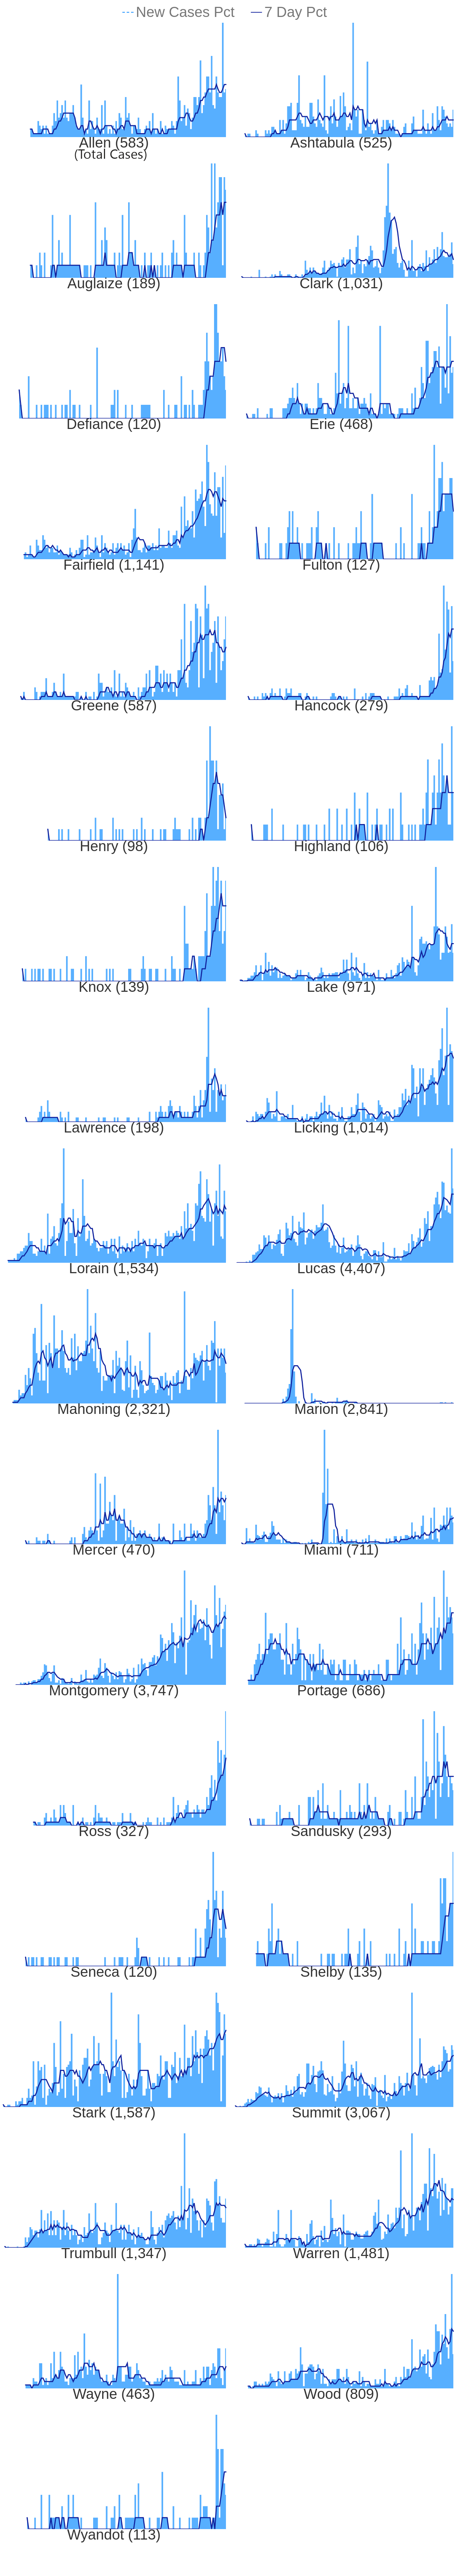 New Cases Pct 7 Day Pct
Allen (583) Ashtabula (525)
(Total Cases)
Auglaize (189) Clark (1,031)
Defiance (120) Erie (468)
Fairfield (1,141) Fulton (127)
Greene (587) Hancock (279)
Henry (98) Highland (106)
Knox (139) Lake (971)
Lawrence (198) Licking (1,014)
Lorain (1,534) Lucas (4,407)
Mahoning (2,321) Marion (2,841)
Mercer (470) Miami (711)
Montgomery (3,747) Portage (686)
Ross (327) Sandusky (293)
Seneca (120) Shelby (135)
Stark (1,587) Summit (3,067)
Trumbull (1,347) Warren (1,481)
Wayne (463) Wood (809)
Wyandot (113)